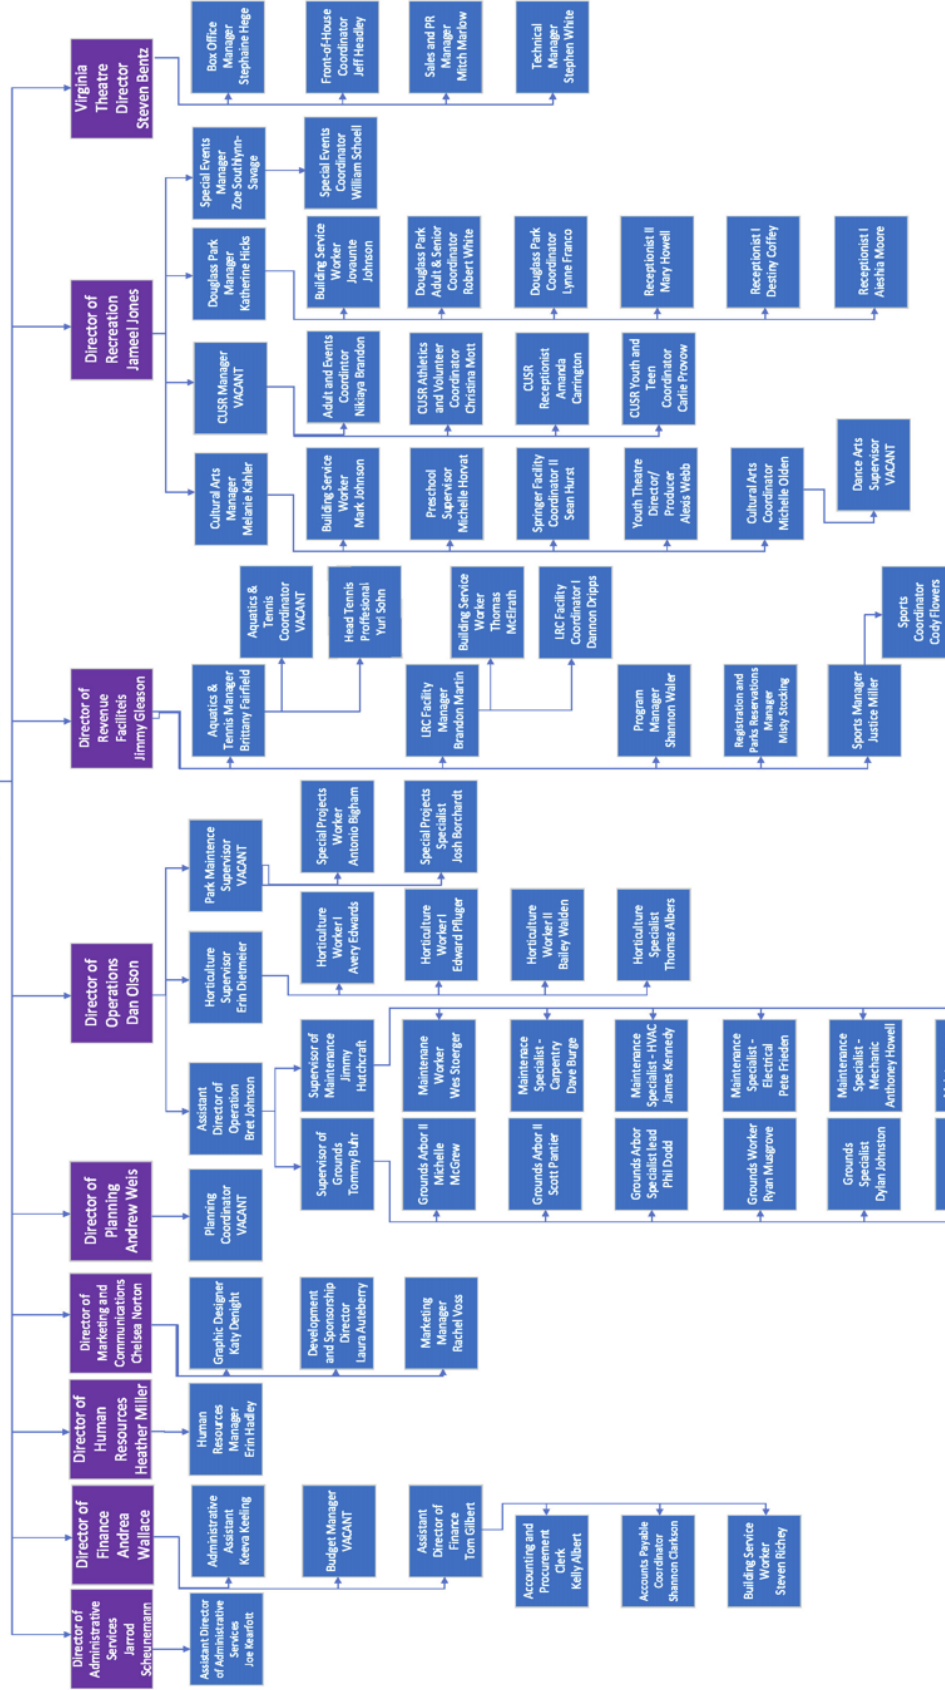 Director of
Administrative
Services
Jarrod
Scheunemann
Assistant Director
of Administrative
Services
Joe Kearfott
Director of
Finance
Andrea
Wallace
Administrative
Assistant
Keeva Keeling
Budget Manager
VACANT
Assistant
Director of
Finance
Tom Gilbert
Accounting and
Procurement
Clerk
Kelly Albert
Accounts Payable
Coordinator
Shannon Clarkson
Building Service
Worker
Steven Richey
Director of
Human
Resources
Heather Miller
Human
Resources
Manager
Erin Hadley
Director of
Marketing and
Communications
Chelsea Norton
Graphic Designer
Katy Denight
Development
and Sponsorship
Director
Laura Auteberry
Marketing
Manager
Rachel Voss
Director of
Planning
Andrew Weis
Planning
Coordinator
VACANT
Director of
Operations
Dan Olson
Assistant
Director of
Operation
Bret Johnson
Supervisor of
Grounds
Tommy Buhr
Grounds Arbor II
Michelle
McGrew
Grounds Arbor II
Scott Pantier
Grounds Arbor
Specialist lead
Phil Dodd
Grounds Worker
Ryan Musgrove
Grounds
Specialist
Dylan Johnston
Supervisor of
Maintenance
Jimmy
Hutchcraft
Maintenane
Worker
Wes Stoerger
Maintenace
Specialist -
Carpentry
Dave Burge
Maintenance
Specialist - HVAC
James Kennedy
Maintenance
Specialist -
Electrical
Pete Frieden
Maintenance
Specialist -
Mechanic
Anthoney Howell
Horticulture
Supervisor
Erin Dietmeier
Horticulture
Worker I
Avery Edwards
Horticulture
Worker I
Edward Pfluger
Horticulture
Worker II
Bailey Walden
Horticulture
Specialist
Thomas Albers
Park Maintence
Supervisor
VACANT
Special Projects
Worker
Antonio Bigham
Special Projects
Specialist
Josh Borchardt
Director of
Revenue
Faciliteis
Jimmy Gleason
Aquatics &
Tennis Manager
Brittany Fairfield
Aquatics &
Tennis
Coordinator
VACANT
Head Tennis
Proffesional
Yuri Sohn
LRC Facility
Manager
Brandon Martin
Building Service
Worker
Thomas
McElrath
LRC Facility
Coordinator I
Dannon Dripps
Program
Manager
Shannon Waler
Registration and
Parks Reservations
Manager
Misty Stocking
Sports Manager
Justice Miller
Sports
Coordinator
Cody Flowers
Director of
Recreation
Jameel Jones
Cultural Arts
Manager
Melanie Kahler
Building Service
Worker
Mark Johnson
Preschool
Supervisor
Michelle Horvat
Springer Facility
Coordinator II
Sean Hurst
Youth Theatre
Director/
Producer
Alexis Webb
Cultural Arts
Coordinator
Michelle Olden
Dance Arts
Supervisor
VACANT
CUSR Manager
VACANT
Adult and Events
Coordintor
Nikiaya Brandon
CUSR Athletics
and Volunteer
Coordinator
Christina Mott
CUSR
Receptionist
Amanda
Carrington
CUSR Youth and
Teen
Coordinator
Carlie Provow
Douglass Park
Manager
Katherine Hicks
Building Service
Worker
Jovaunte
Johnson
Douglass Park
Adult & Senior
Coordinator
Robert White
Douglass Park
Coordinator
Lynne Franco
Receptionist II
Mary Howell
Receptionist I
Destiny Coffey
Receptionist I
Aleshia Moore
Special Events
Manager
Zoe Southlynn-
Savage
Special Events
Coordinator
William Schoell
Virginia
Theatre
Director
Steven Bentz
Box Office
Manager
Stephaine Hege
Front-of-House
Coordinator
Jeff Headley
Sales and PR
Manager
Mitch Marlow
Technical
Manager
Stephen White